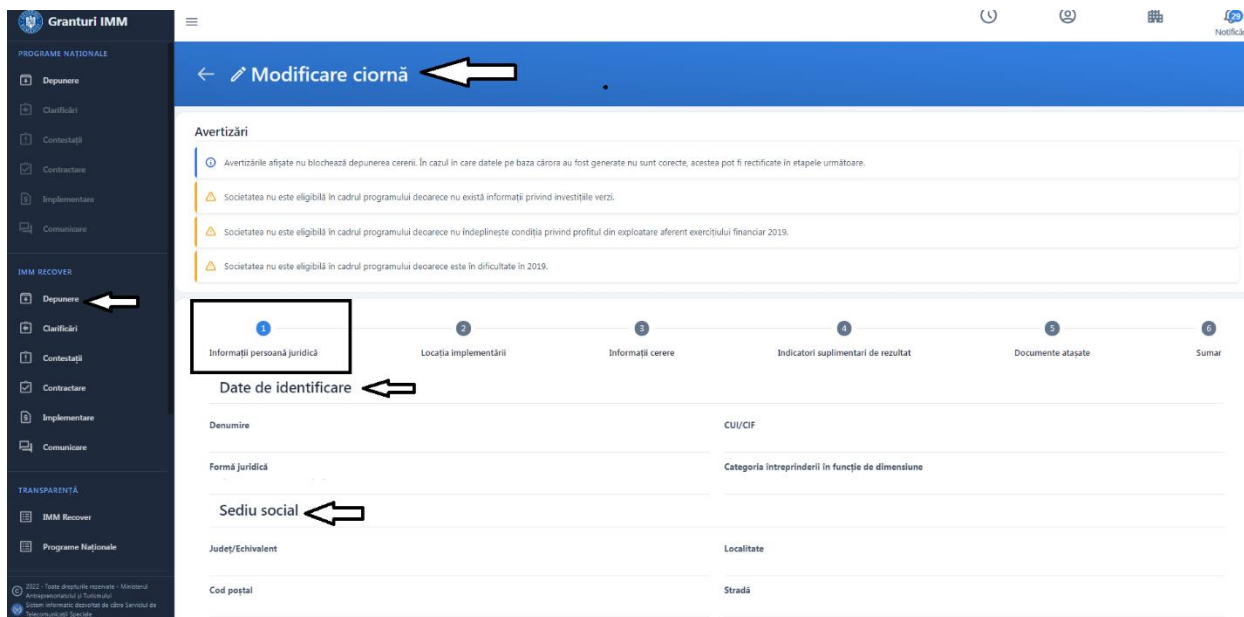 Granturi IMM
29
Notificăr
PROGRAME NAȚIONALE
Depunere
Clarificări
Contestații
Contractare
Implementare
Comunicare
IMM RECOVER
Depunere
Clarificări
Contestații
Contractare
Implementare
Comunicare
TRANSPARENȚĂ
IMM Recover
Programe Naționale
2022 - Toate drepturile rezervate - Ministerul
Antreprenoriatului și Turismului
Sistem informatic dezvoltat de către Serviciul de
Telecomunicații Speciale
Modificare ciornă
Avertizări
Avertizările afișate nu blochează depunerea cererii. În cazul în care datele pe baza cărora au fost generate nu sunt corecte, acestea pot fi rectificate în etapele următoare.
Societatea nu este eligibilă în cadrul programului deoarece nu există informații privind investițiile verzi.
Societatea nu este eligibilă în cadrul programului deoarece nu îndeplinește condiția privind profitul din exploatare aferent exercițiului financiar 2019.
Societatea nu este eligibilă în cadrul programului deoarece este în dificultate în 2019.
1 2 3 4 5 6
Informații persoană juridică Locația implementării Informații cerere Indicatori suplimentari de rezultat Documente atașate Sumar
Date de identificare
Denumire CUI/CIF
Formă juridică Categoria întreprinderii în funcție de dimensiune
Sediu social
Județ/Echivalent Localitate
Cod poștal Stradă